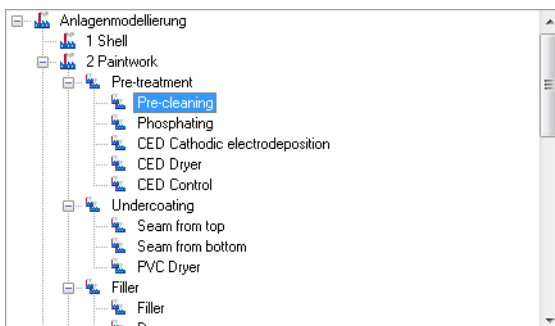 Anlagenmodellierung
1 Shell
2 Paintwork
Pre-treatment
Pre-cleaning
Phosphating
CED Cathodic electrodeposition
CED Dryer
CED Control
Undercoating
Seam from top
Seam from bottom
PVC Dryer
Filler
Filler